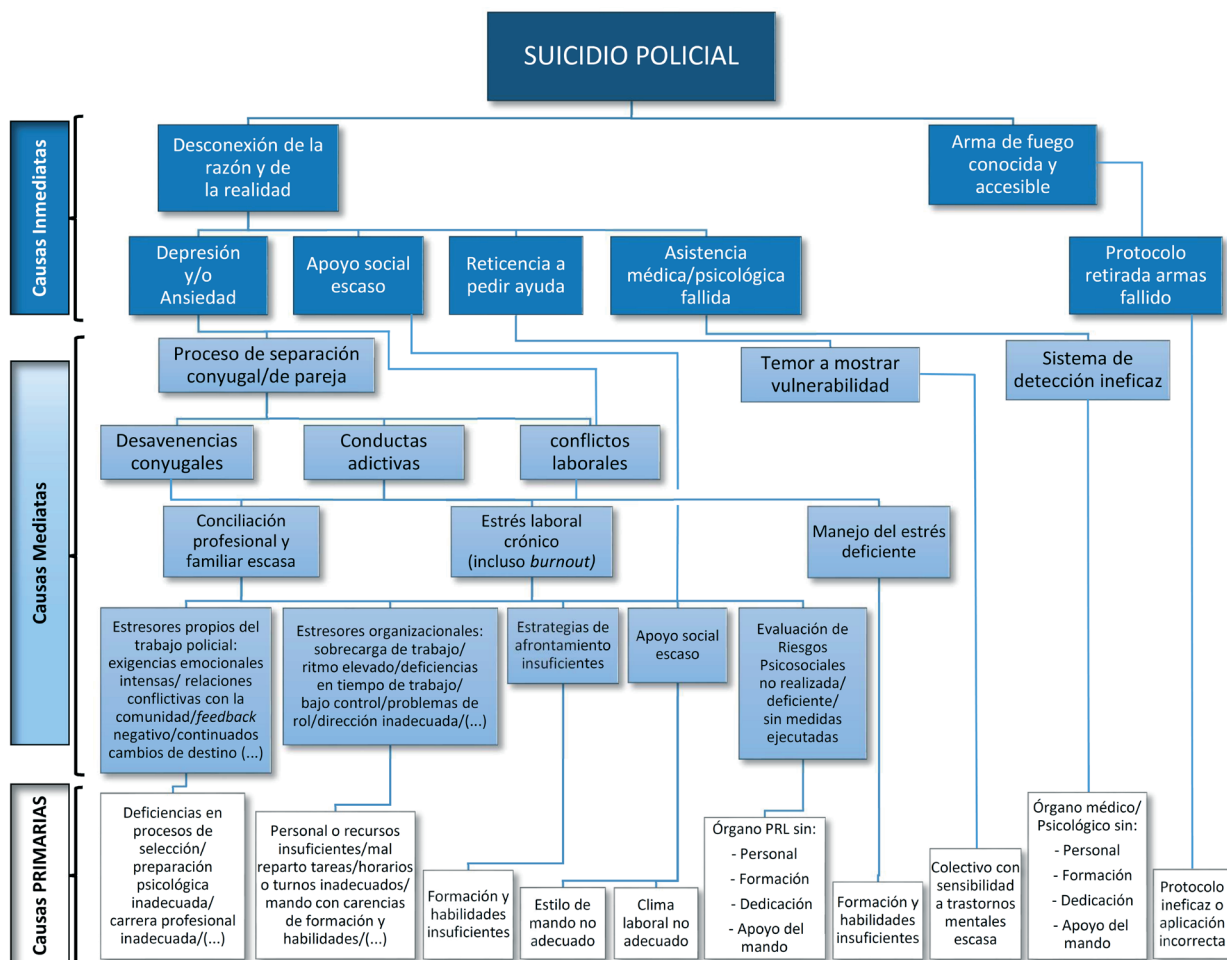 SUICIDIO POLICIAL
Causas Inmediatas
Desconexión de la
razón y de
la realidad
Arma de fuego
conocida y
accesible
Depresión
y/o
Ansiedad
Apoyo social
escaso
Reticencia a
pedir ayuda
Asistencia
médica/psicológica
fallida
Protocolo
retirada armas
fallido
Causas Mediatas
Proceso de separación
conyugal/de pareja
Temor a mostrar
vulnerabilidad
Sistema de
detección ineficaz
Desavenencias
conyugales
Conductas
adictivas
conflictos
laborales
Conciliación
profesional y
familiar escasa
Estrés laboral
crónico
(incluso burnout)
Manejo del estrés
deficiente
Estresores propios del
trabajo policial:
exigencias emocionales
intensas/ relaciones
conflictivas con la
comunidad/feedback
negativo/continuados
cambios de destino (...)
Estresores organizacionales:
sobrecarga de trabajo/
ritmo elevado/deficiencias
en tiempo de trabajo/
bajo control/problemas de
rol/dirección inadecuada/(...)
Estrategias de
afrontamiento
insuficientes
Apoyo social
escaso
Evaluación de
Riesgos
Psicosociales
no realizada/
deficiente/
sin medidas
ejecutadas
Causas PRIMARIAS
Deficiencias en
procesos de
selección/
preparación
psicológica
inadecuada/
carrera profesional
inadecuada/(...)
Personal o recursos
insuficientes/mal
reparto tareas/horarios
o turnos inadecuados/
mando con carencias
de formación y
habilidades/(...)
Formación y
habilidades
insuficientes
Estilo de
mando no
adecuado
Clima
laboral no
adecuado
Órgano PRL sin:
- Personal
- Formación
- Dedicación
- Apoyo del
mando
Formación y
habilidades
insuficientes
Colectivo con
sensibilidad
a trastornos
mentales
escasa
Órgano médico/
Psicológico sin:
- Personal
- Formación
- Dedicación
- Apoyo del
mando
Protocolo
ineficaz o
aplicación
incorrecta